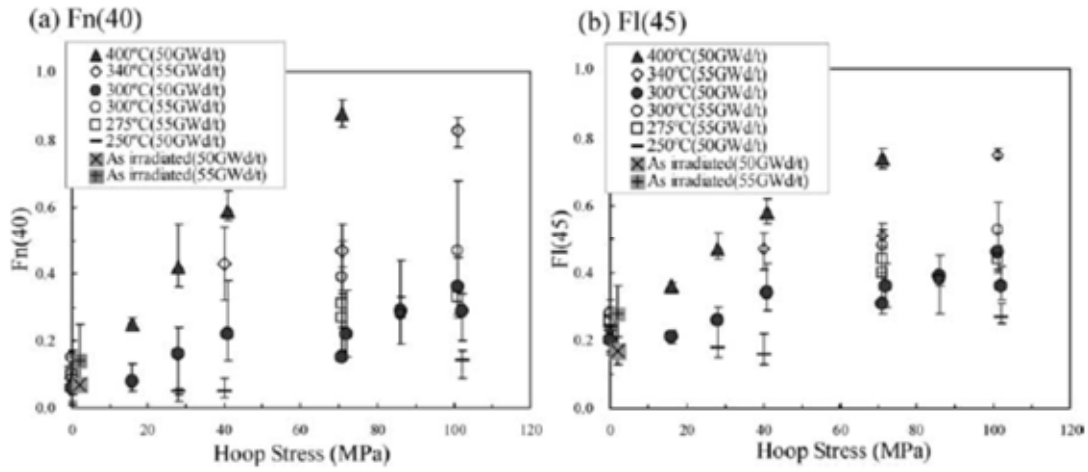 (a) Fn(40)
400°C(50GWd/t)
340°C(55GWd/t)
300°C(50GWd/t)
300°C(55GWd/t)
275°C(55GWd/t)
250°C(50GWd/t)
As irradiated(50GWd/t)
As irradiated(55GWd/t)
1.0
0.8
0.6
0.4
0.2
0.0
Fn(40)
0 20 40 60 80 100 120
Hoop Stress (MPa)
(b) Fl(45)
400°C(50GWd/t)
340°C(55GWd/t)
300°C(50GWd/t)
300°C(55GWd/t)
275°C(55GWd/t)
250°C(50GWd/t)
As irradiated(50GWd/t)
As irradiated(55GWd/t)
1.0
0.8
0.6
0.4
0.2
0.0
Fl(45)
0 20 40 60 80 100 120
Hoop Stress (MPa)